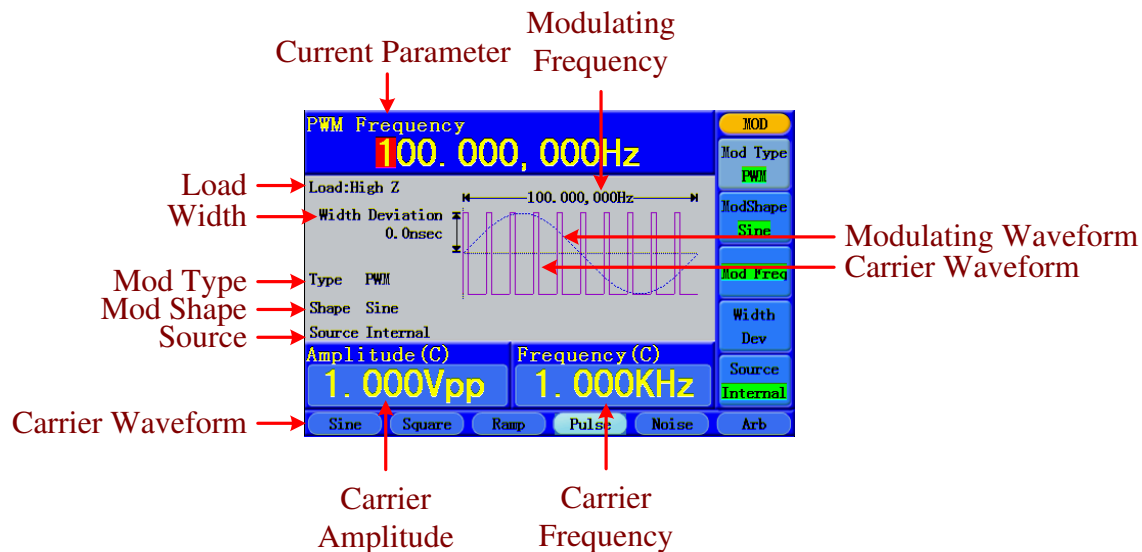 Modulating
Frequency
Current Parameter
PWM Frequency
100.000,000Hz
MOD
Mod Type
PWM
Load
Load:High Z
100.000,000Hz
ModShape
Sine
Width
Width Deviation
0.0nsec
Modulating Waveform
Carrier Waveform
Mod Freq
Mod Type
Type PWM
Mod Shape
Shape Sine
Width
Dev
Source
Source Internal
Amplitude(C)
Frequency(C)
1.000Vpp
1.000KHz
Source
Internal
Carrier Waveform
Sine Square Ramp Pulse Noise Arb
Carrier
Amplitude
Carrier
Frequency